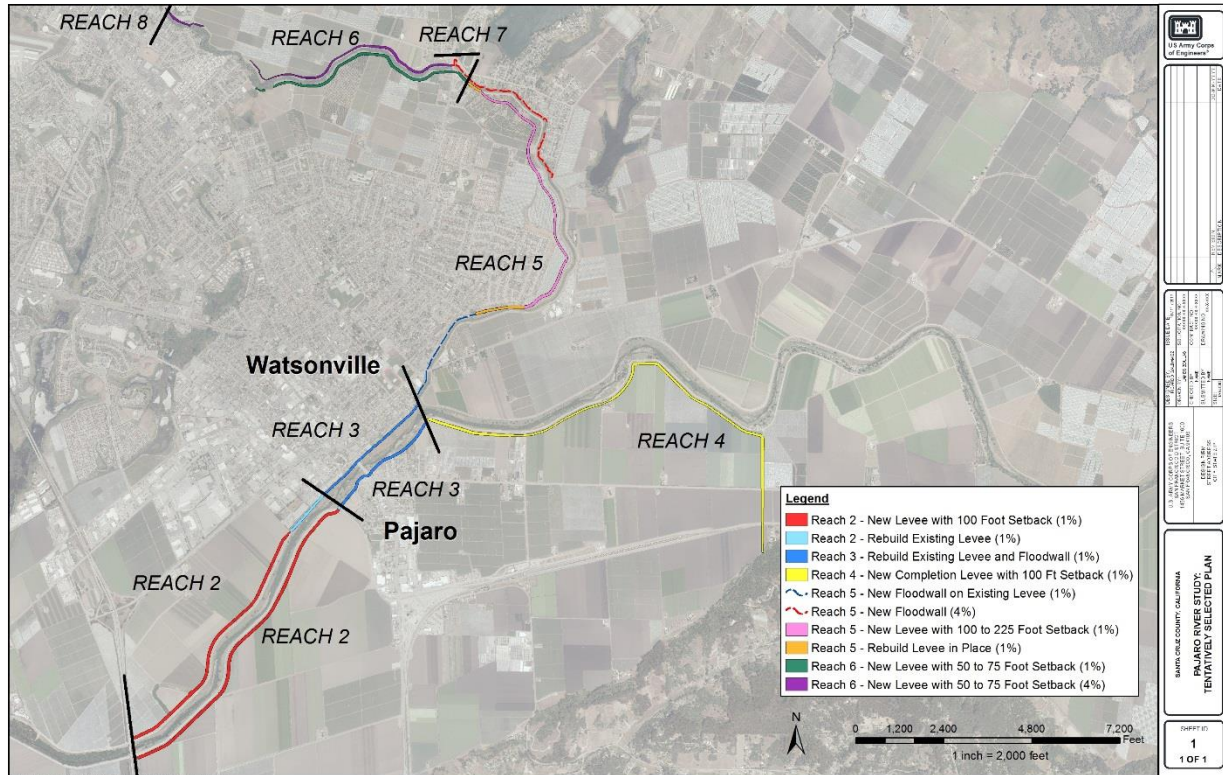 REACH 8
REACH 6
REACH 7
REACH 5
Watsonville
REACH 3
REACH 4
REACH 3
Pajaro
REACH 2
REACH 2
Legend
Reach 2 - New Levee with 100 Foot Setback (1%)
Reach 2 - Rebuild Existing Levee (1%)
Reach 3 - Rebuild Existing Levee and Floodwall (1%)
Reach 4 - New Completion Levee with 100 Ft Setback (1%)
Reach 5 - New Floodwall on Existing Levee (1%)
Reach 5 - New Floodwall (4%)
Reach 5 - New Levee with 100 to 225 Foot Setback (1%)
Reach 5 - Rebuild Levee in Place (1%)
Reach 6 - New Levee with 50 to 75 Foot Setback (1%)
Reach 6 - New Levee with 50 to 75 Foot Setback (4%)
N
0 1,200 2,400 4,800 7,200
Feet
1 inch = 2,000 feet
US Army Corps
of Engineers®
U.S. ARMY CORPS OF ENGINEERS
SANTA CRUZ COUNTY, CALIFORNIA
PAJARO RIVER STUDY:
TENTATIVELY SELECTED PLAN
SHEET ID
1
1 OF 1